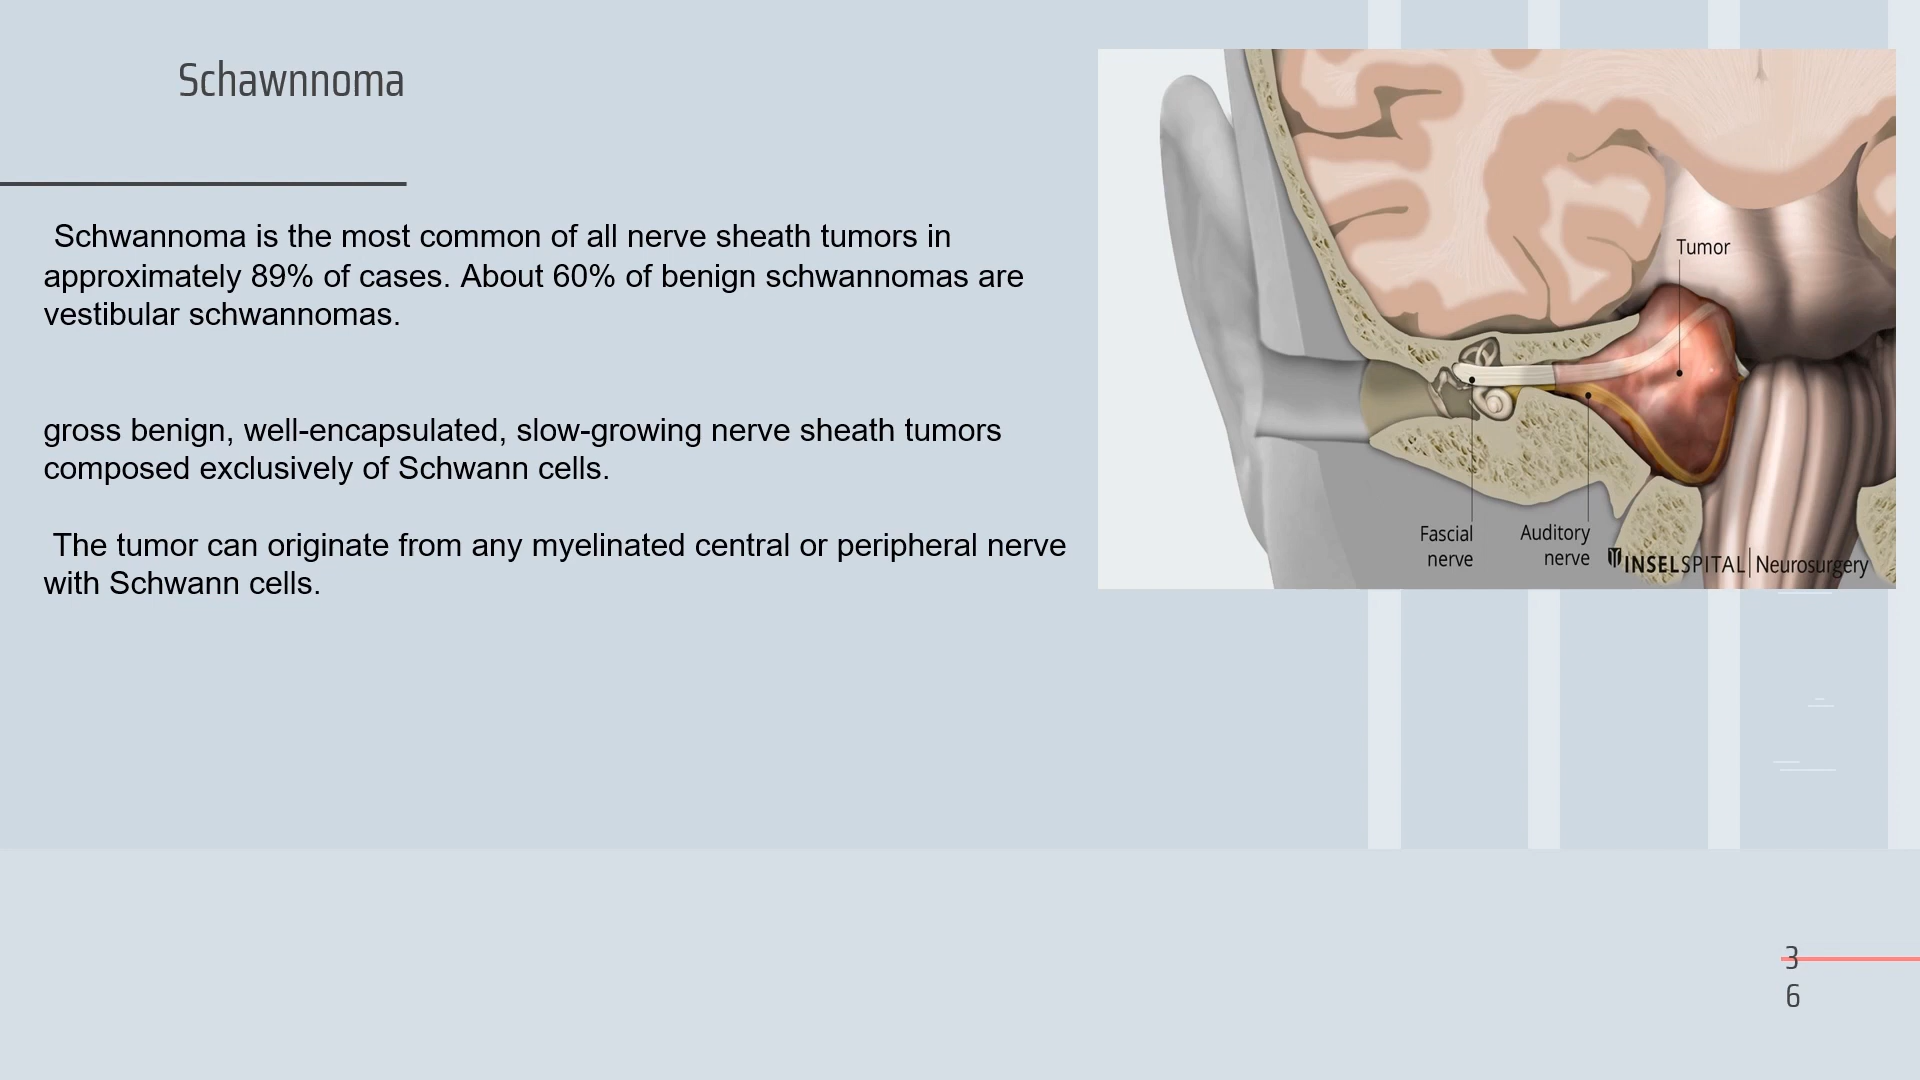 Schawnnoma
Schwannoma is the most common of all nerve sheath tumors in
approximately 89% of cases. About 60% of benign schwannomas are
vestibular schwannomas.
gross benign, well-encapsulated, slow-growing nerve sheath tumors
composed exclusively of Schwann cells.
The tumor can originate from any myelinated central or peripheral nerve
with Schwann cells.
Tumor
Fascial
nerve
Auditory
nerve
INSELSPITAL | Neurosurgery
3
6